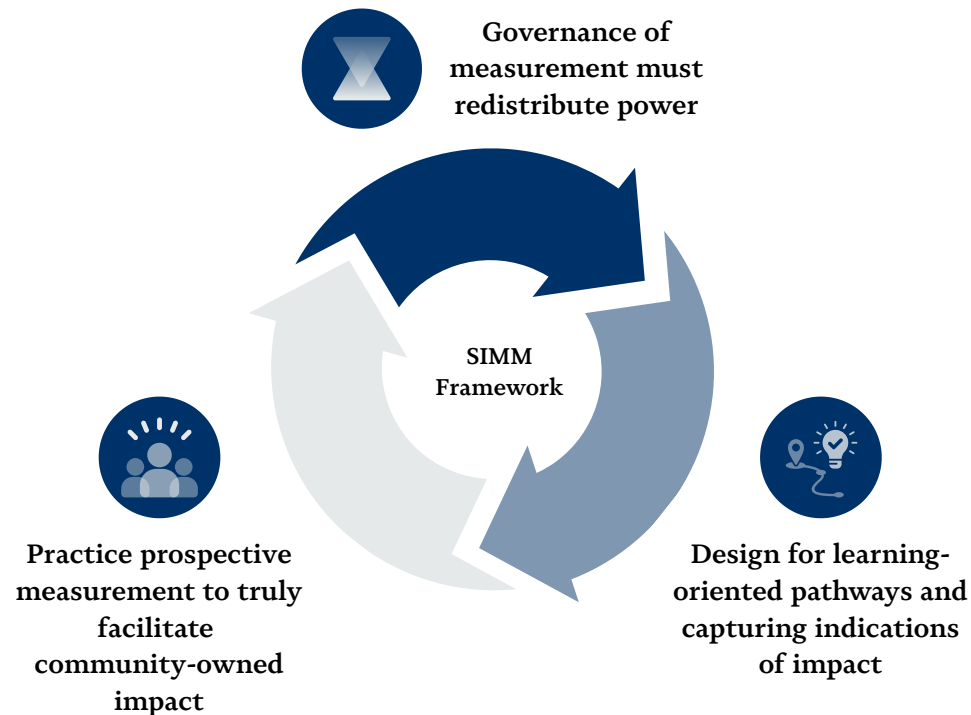 Governance of
measurement must
redistribute power
SIMM
Framework
Practice prospective
measurement to truly
facilitate
community-owned
impact
Design for learning-
oriented pathways and
capturing indications
of impact